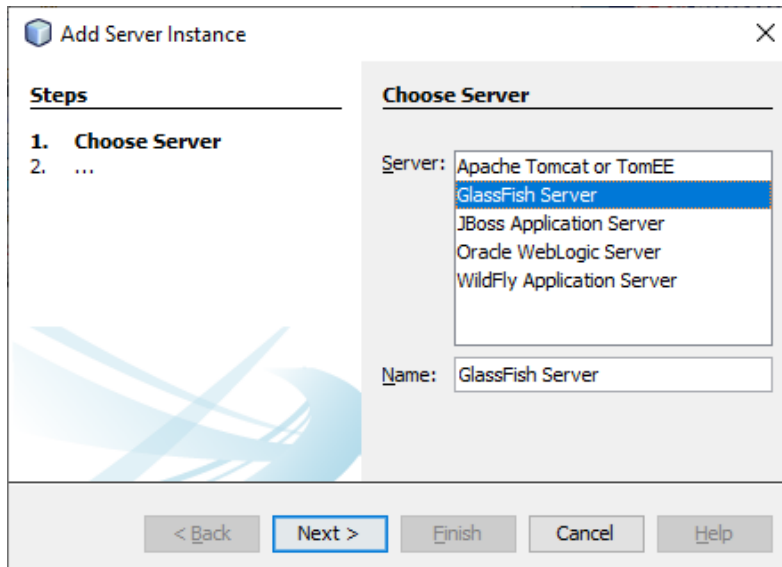 Add Server Instance
Steps
1. Choose Server
2. ...
Choose Server
Server:
Apache Tomcat or TomEE
GlassFish Server
JBoss Application Server
Oracle WebLogic Server
WildFly Application Server
Name: GlassFish Server
< Back Next > Finish Cancel Help